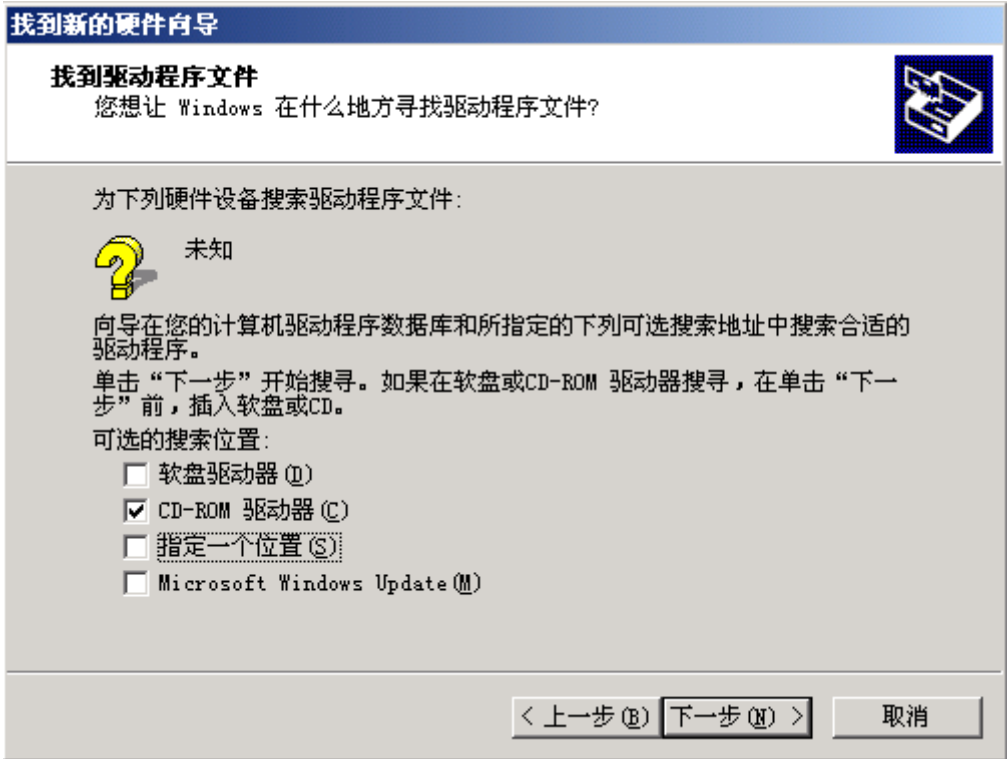 找到新的硬件向导
找到驱动程序文件
您想让 Windows 在什么地方寻找驱动程序文件?
为下列硬件设备搜索驱动程序文件:
未知
向导在您的计算机驱动程序数据库和所指定的下列可选搜索地址中搜索合适的
驱动程序。
单击“下一步”开始搜寻。如果在软盘或CD-ROM 驱动器搜寻，在单击“下一
步”前，插入软盘或CD。
可选的搜索位置:
软盘驱动器(D)
CD-ROM 驱动器(C)
指定一个位置(S)
Microsoft Windows Update(M)
< 上一步(B) 下一步(N) > 取消